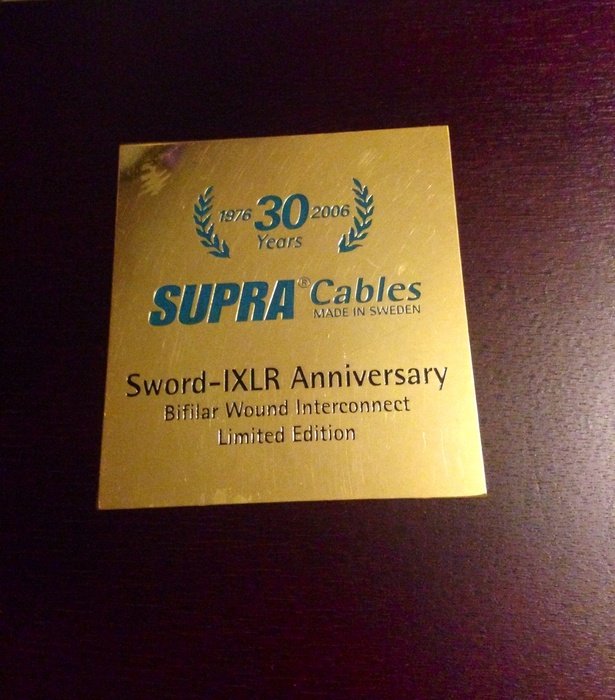 1976 30 2006
Years
SUPRA® Cables
MADE IN SWEDEN
Sword-IXLR Anniversary
Bifilar Wound Interconnect
Limited Edition